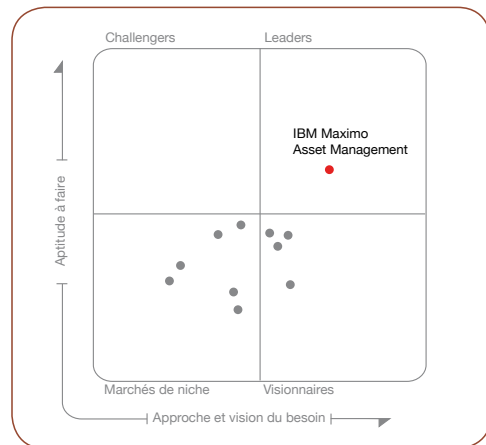 Challengers
Leaders
IBM Maximo
Asset Management
Aptitude à faire
Marchés de niche
Visionnaires
Approche et vision du besoin